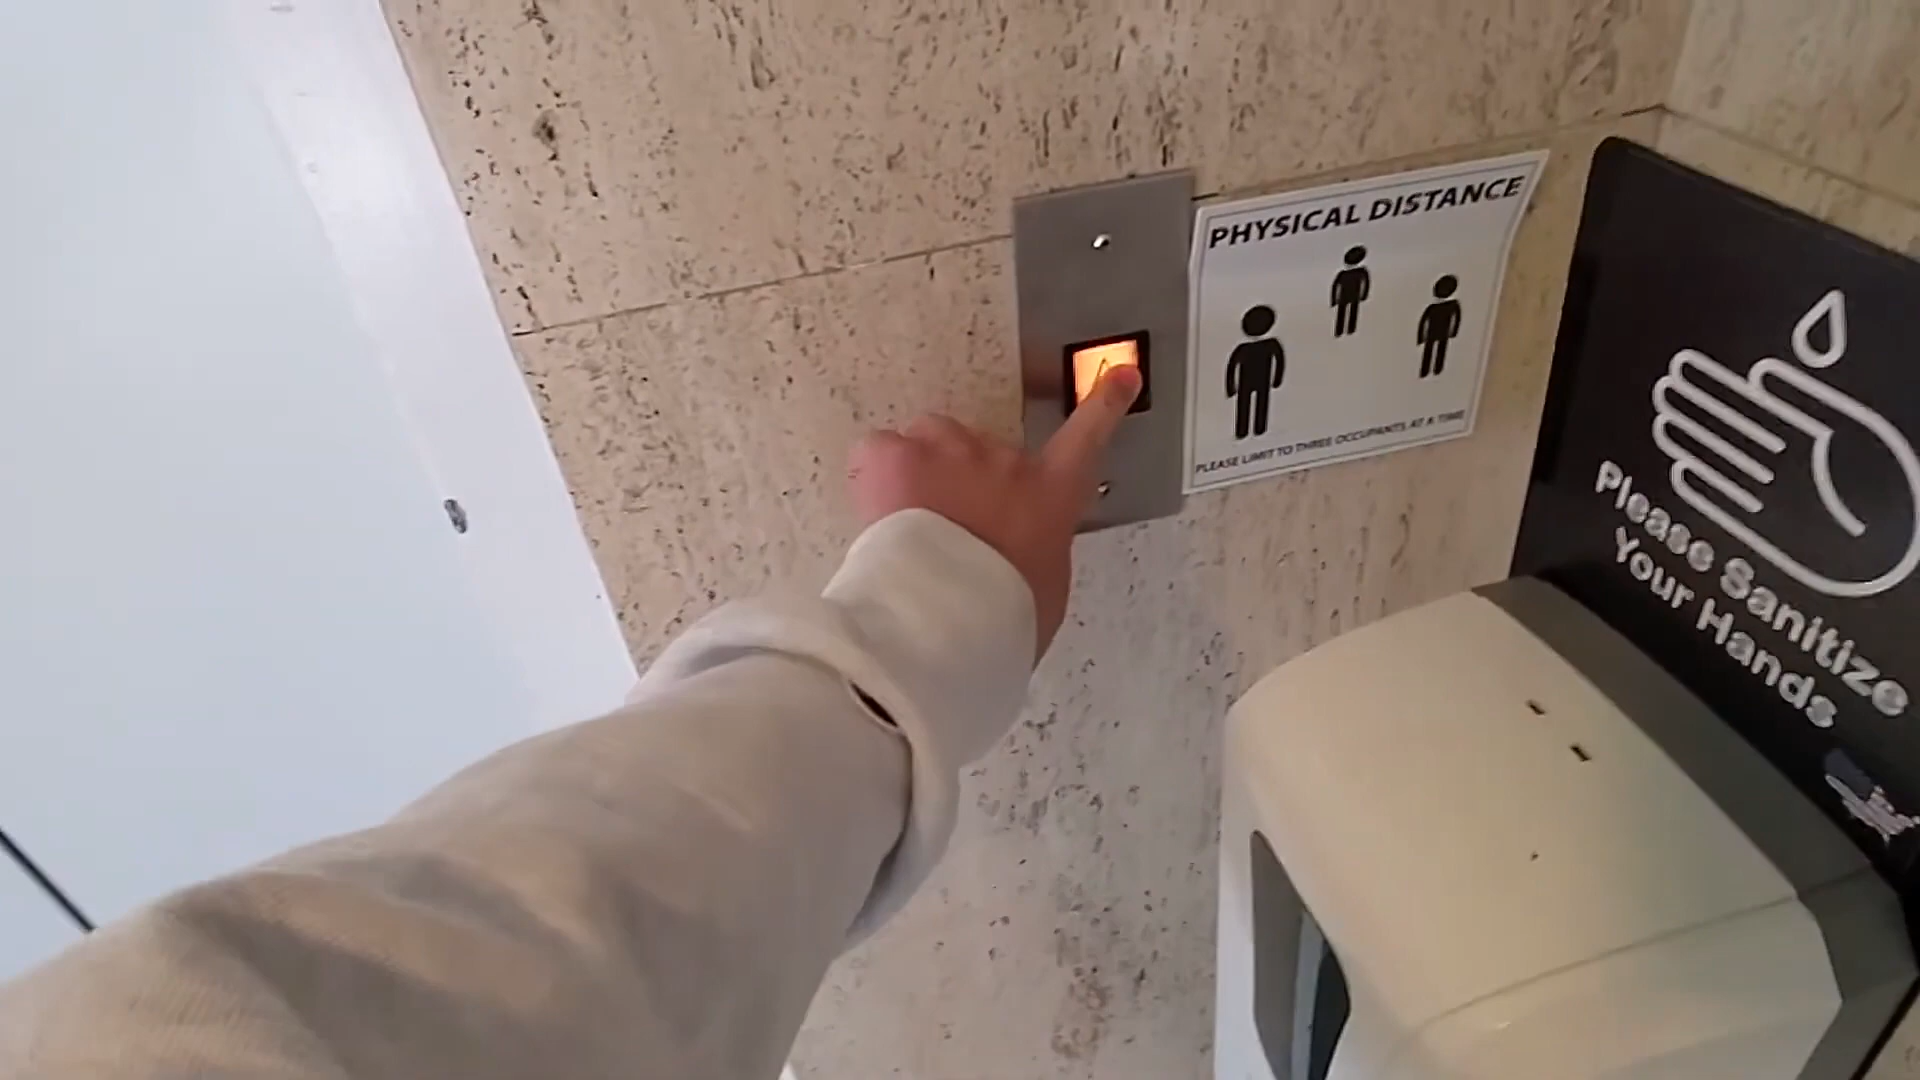 PHYSICAL DISTANCE
PLEASE LIMIT TO THREE OCCUPANTS AT A TIME
Please Sanitize
Your Hands